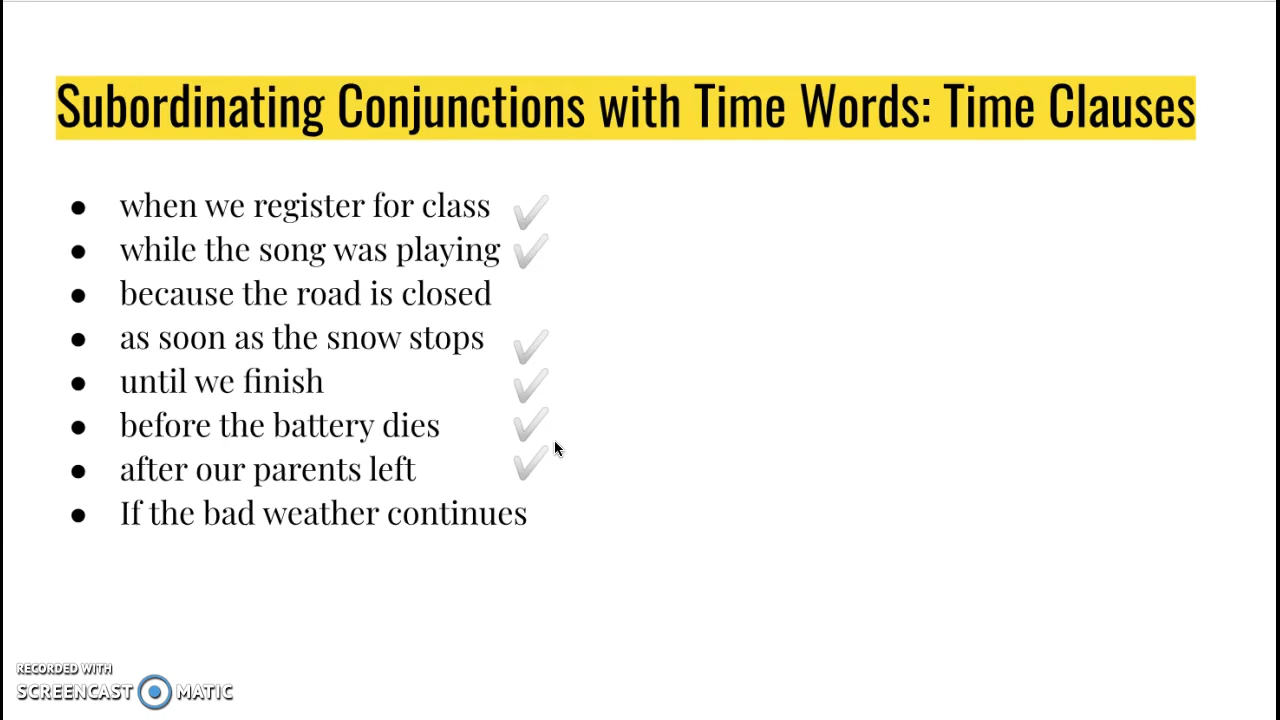 Subordinating Conjunctions with Time Words: Time Clauses
● when we register for class ✔
● while the song was playing ✔
● because the road is closed
● as soon as the snow stops ✔
● until we finish ✔
● before the battery dies ✔
● after our parents left ✔
● If the bad weather continues
RECORDED WITH
SCREENCAST MATIC